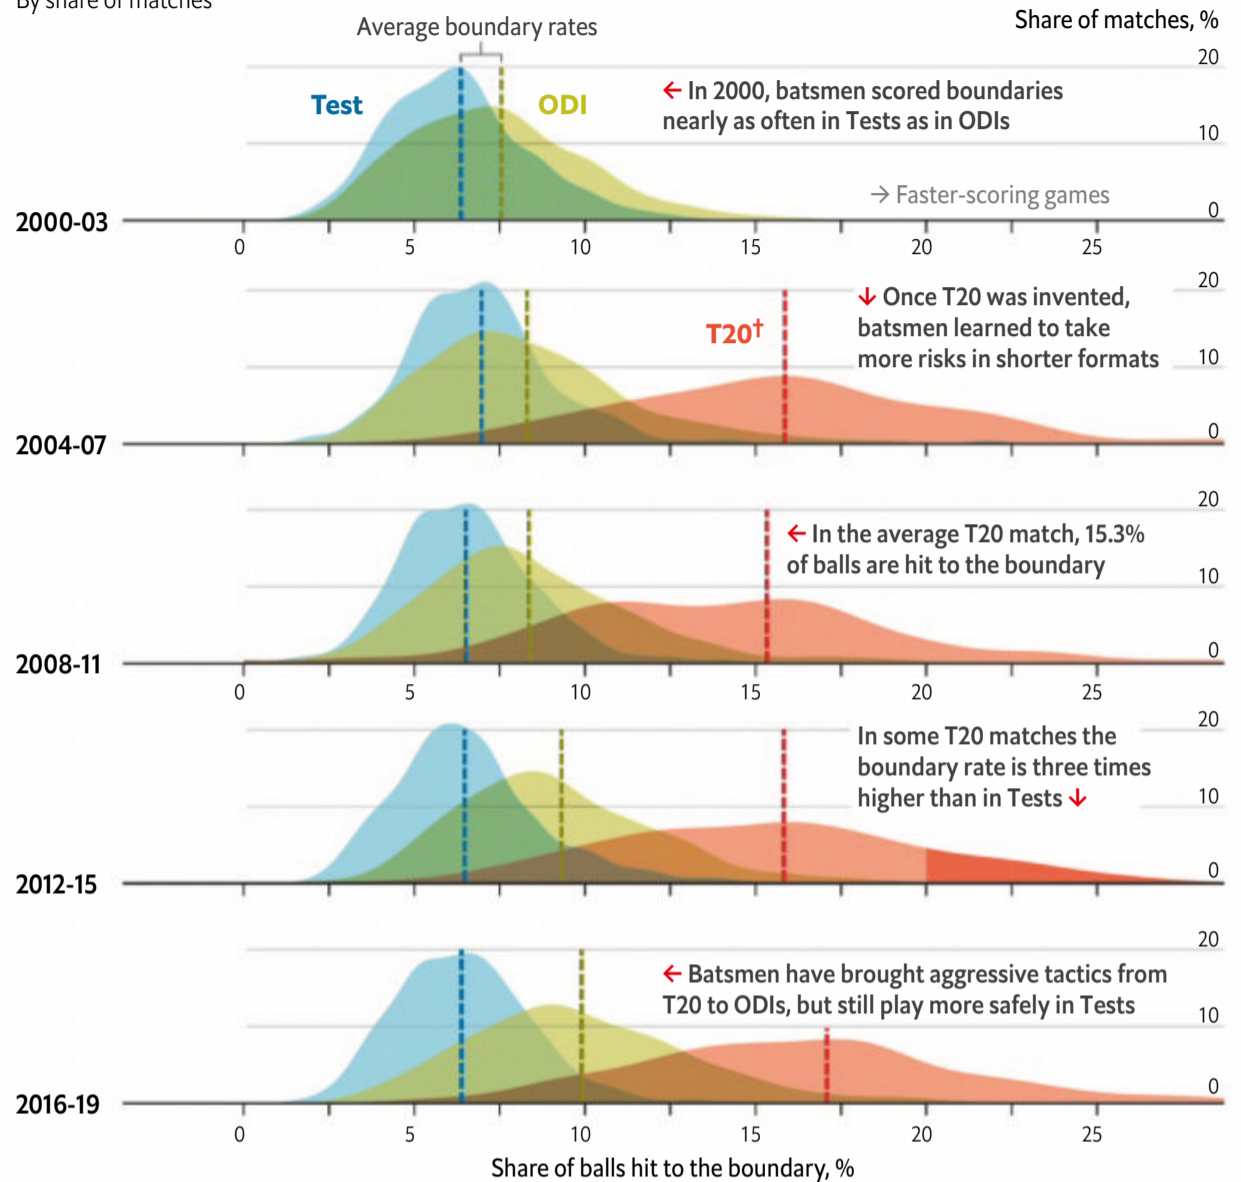 By share of matches
Average boundary rates
Share of matches, %
20
Test
ODI
← In 2000, batsmen scored boundaries
nearly as often in Tests as in ODIs
10
→ Faster-scoring games
0
2000-03
0 5 10 15 20 25
20
T20†
↓ Once T20 was invented,
batsmen learned to take
more risks in shorter formats
10
0
2004-07
20
← In the average T20 match, 15.3%
of balls are hit to the boundary
10
0
2008-11
0 5 10 15 20 25
20
In some T20 matches the
boundary rate is three times
higher than in Tests ↓
10
0
2012-15
20
← Batsmen have brought aggressive tactics from
T20 to ODIs, but still play more safely in Tests
10
0
2016-19
0 5 10 15 20 25
Share of balls hit to the boundary, %